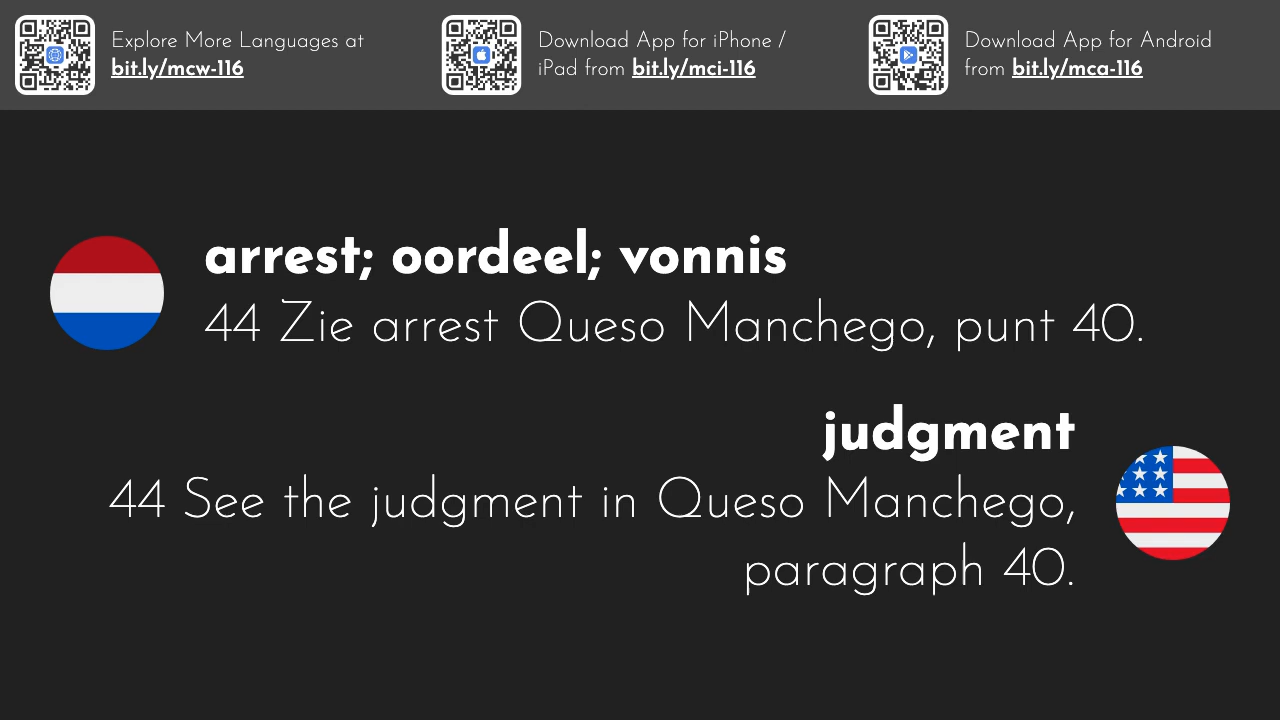 Explore More Languages at
bit.ly/mcw-116
Download App for iPhone /
iPad from bit.ly/mci-116
Download App for Android
from bit.ly/mca-116
arrest; oordeel; vonnis
44 Zie arrest Queso Manchego, punt 40.
judgment
44 See the judgment in Queso Manchego,
paragraph 40.